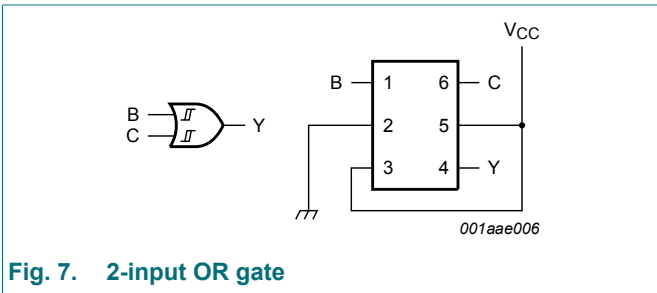 VCC
B 1 6 C
B
Y
2 5
C
3 4 Y
001aae006
Fig. 7. 2-input OR gate